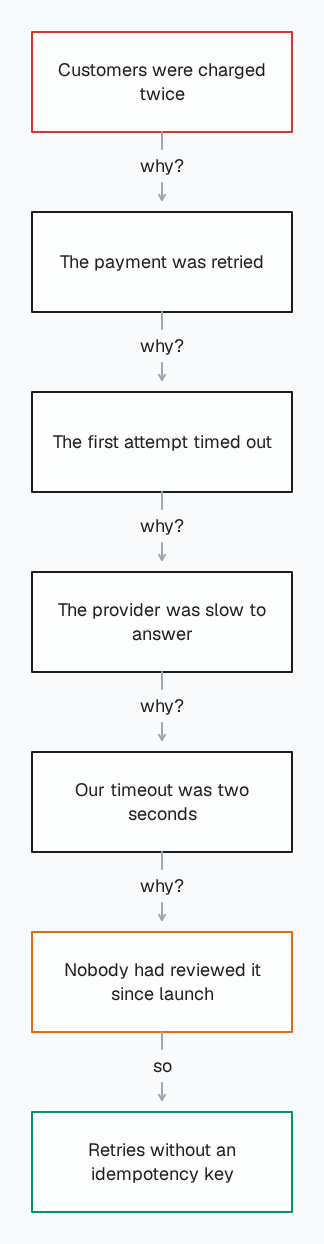 Customers were charged
twice
why?
The payment was retried
why?
The first attempt timed out
why?
The provider was slow to
answer
why?
Our timeout was two
seconds
why?
Nobody had reviewed it
since launch
so
Retries without an
idempotency key